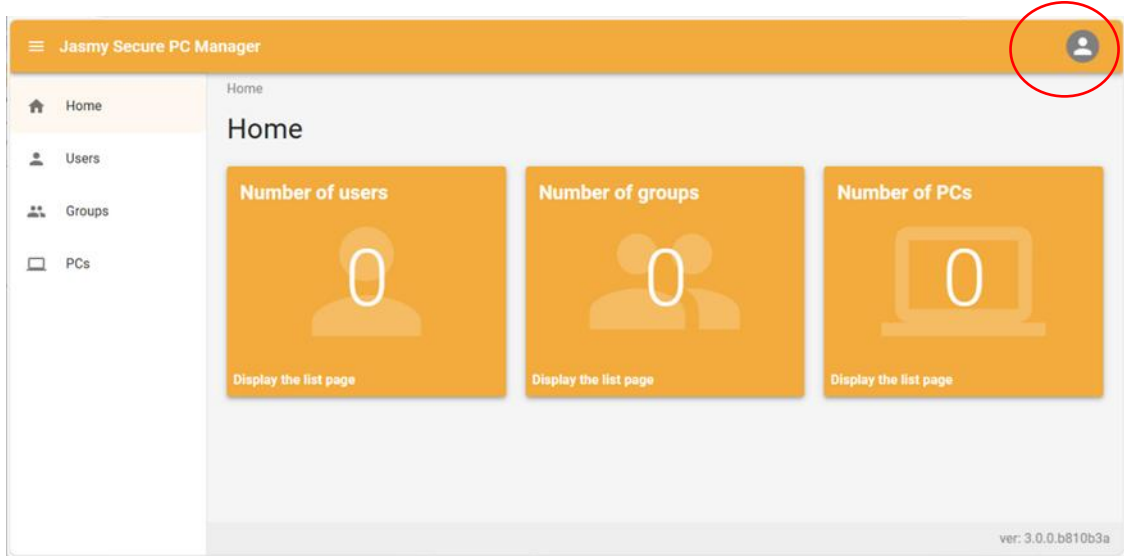 Jasmy Secure PC Manager
Home
Users
Groups
PCs
Home
Home
Number of users
0
Display the list page
Number of groups
0
Display the list page
Number of PCs
0
Display the list page
ver: 3.0.0.b810b3a